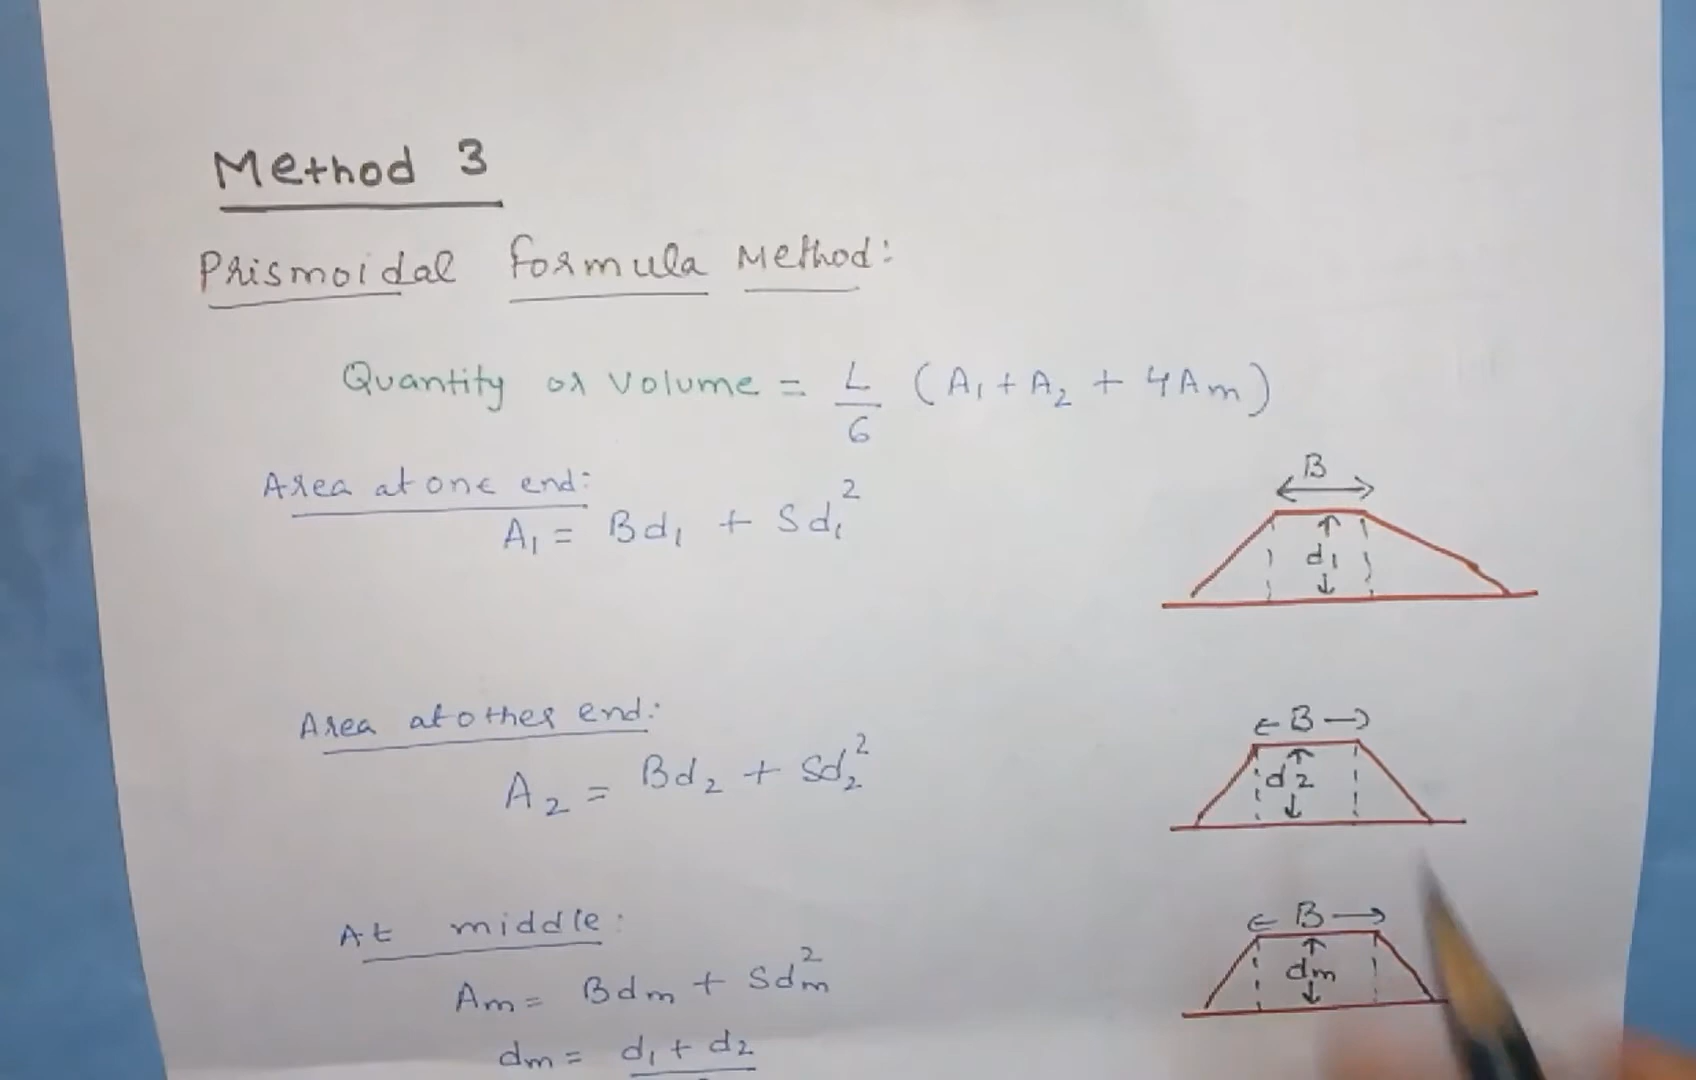 Method 3
Prismoidal formula Method:
Quantity or Volume = L/6 (A₁ + A₂ + 4Am)
Area at one end:
A₁ = Bd₁ + Sd₁²
B
d₁
Area at other end:
A₂ = Bd₂ + Sd₂²
B
d₂
At middle:
Am = Bdm + Sdm²
B
dm
dm = d₁ + d₂